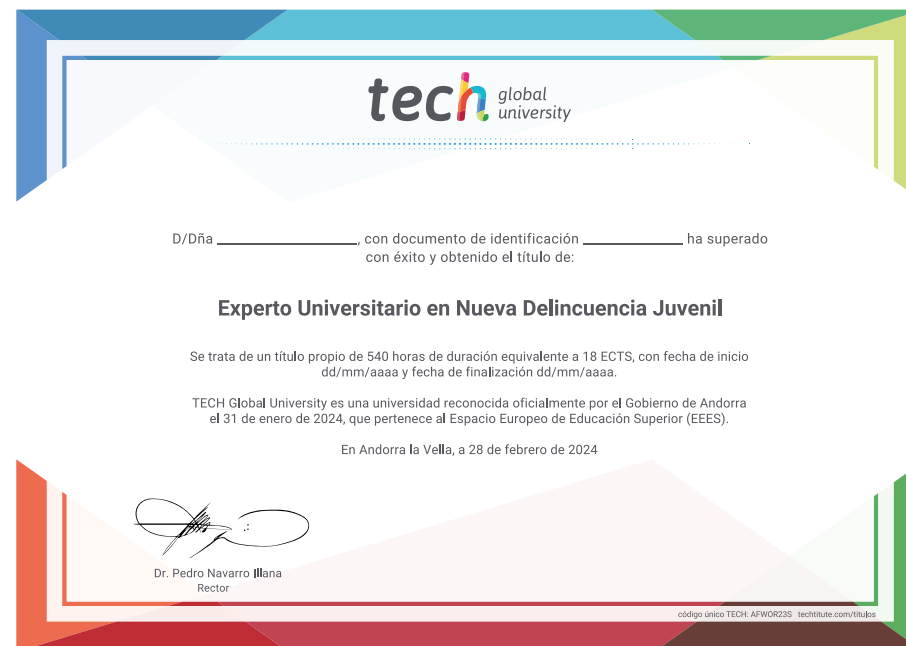 tech global university
D/Dña ______________, con documento de identificación ______________ ha superado
con éxito y obtenido el título de:
Experto Universitario en Nueva Delincuencia Juvenil
Se trata de un título propio de 540 horas de duración equivalente a 18 ECTS, con fecha de inicio
dd/mm/aaaa y fecha de finalización dd/mm/aaaa.
TECH Global University es una universidad reconocida oficialmente por el Gobierno de Andorra
el 31 de enero de 2024, que pertenece al Espacio Europeo de Educación Superior (EEES).
En Andorra la Vella, a 28 de febrero de 2024
Dr. Pedro Navarro Illana
Rector
código único TECH: AFWOR23S techtitute.com/titulos